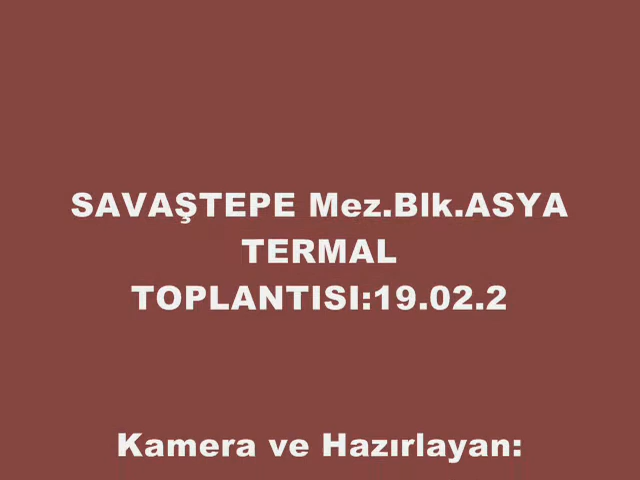 SAVAŞTEPE Mez.Blk.ASYA
TERMAL
TOPLANTISI:19.02.2
Kamera ve Hazırlayan: